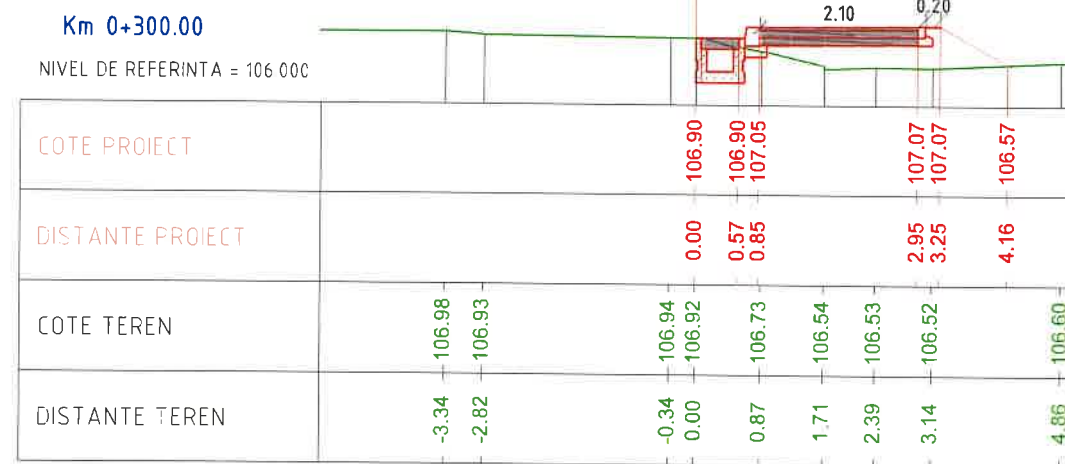 Km 0+300.00
2.10
0.20
NIVEL DE REFERINTA = 106.000
COTE PROIECT
106.90 106.90 107.05 107.07 107.07 106.57
DISTANTE PROIECT
0.00 0.57 0.85 2.95 3.25 4.16
COTE TEREN
106.98 106.93 106.94 106.92 106.73 106.54 106.53 106.52 106.60
DISTANTE TEREN
-3.34 -2.82 -0.34 0.00 0.87 1.71 2.39 3.14 4.86